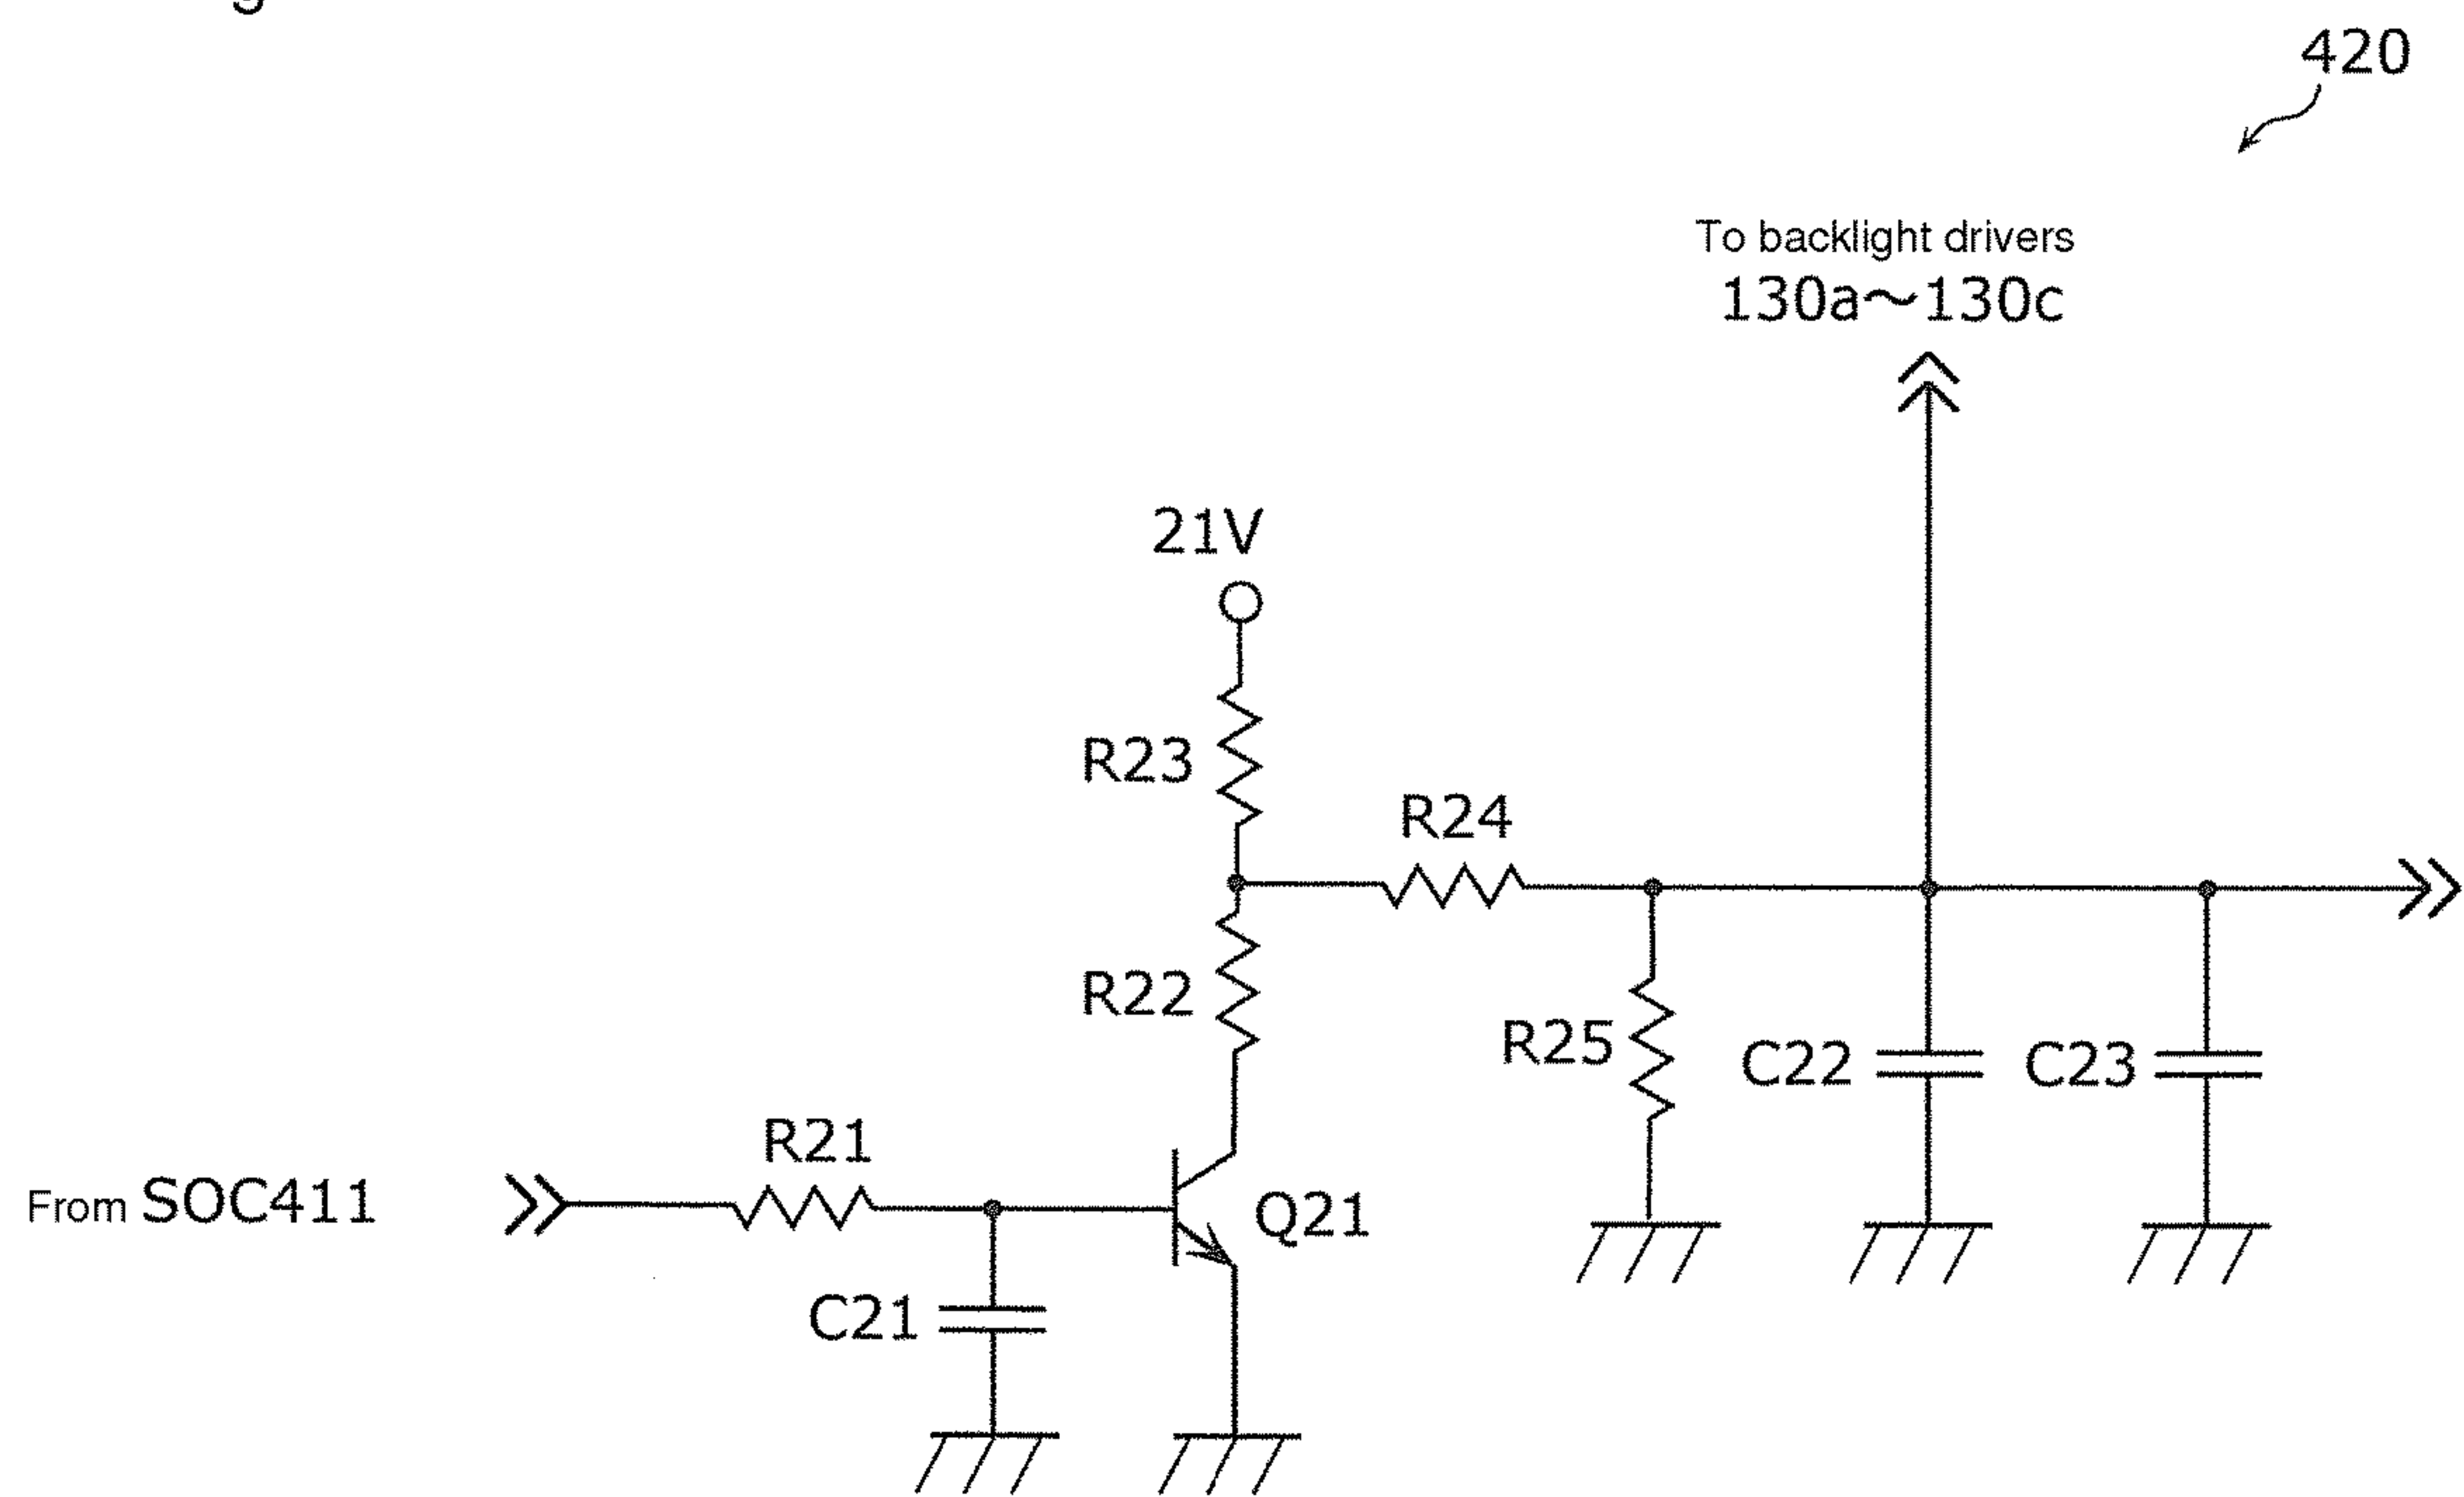 420
To backlight drivers
130a～130c
21V
R23
R24
R22
R25
C22
C23
R21
From SOC411
Q21
C21